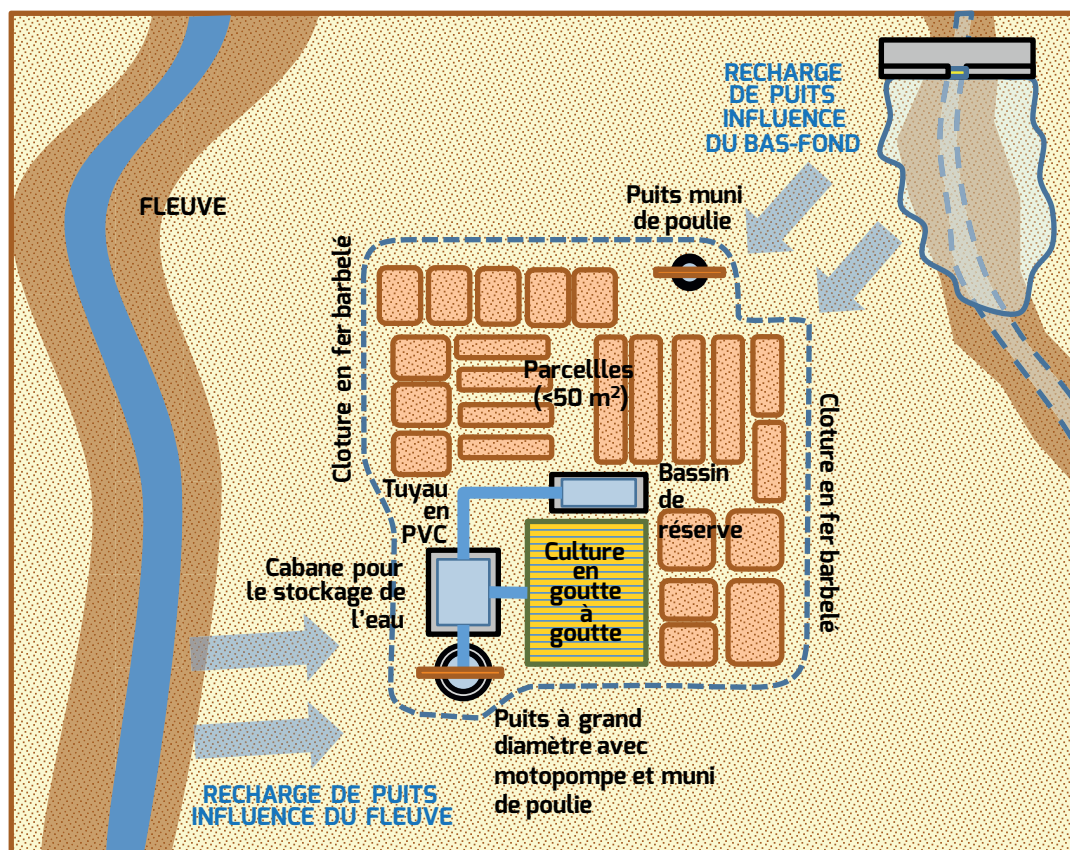 RECHARGE
DE PUITS
INFLUENCE
DU BAS-FOND
FLEUVE
Puits muni
de poulie
Cloture en fer barbelé
Parcellles
(<50 m²)
Cloture en fer barbelé
Tuyau
en
PVC
Bassin
de
réserve
Cabane pour
le stockage de
l'eau
Culture
en
goutte
à
goutte
Puits à grand
diamètre avec
motopompe et muni
de poulie
RECHARGE DE PUITS
INFLUENCE DU FLEUVE